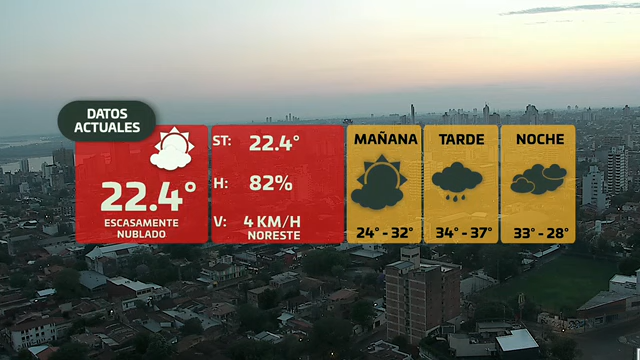 DATOS
ACTUALES
22.4°
ESCASAMENTE
NUBLADO
ST: 22.4°
H: 82%
V: 4 KM/H
NORESTE
MAÑANA
24° - 32°
TARDE
34° - 37°
NOCHE
33° - 28°